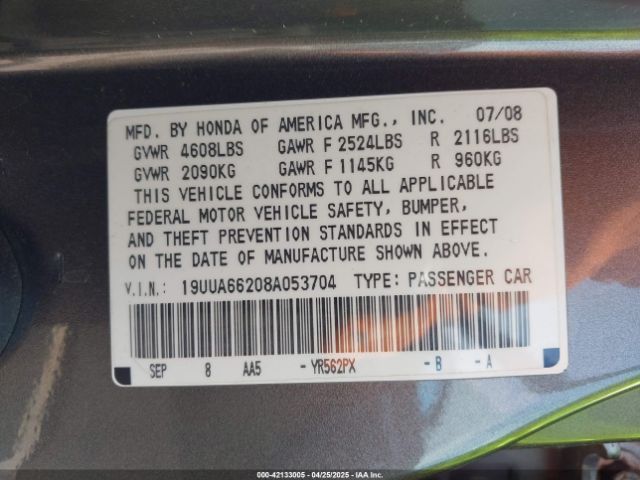 MFD. BY HONDA OF AMERICA MFG., INC. 07/08
GVWR 4608LBS GAWR F 2524LBS R 2116LBS
GVWR 2090KG GAWR F 1145KG R 960KG
THIS VEHICLE CONFORMS TO ALL APPLICABLE
FEDERAL MOTOR VEHICLE SAFETY, BUMPER,
AND THEFT PREVENTION STANDARDS IN EFFECT
ON THE DATE OF MANUFACTURE SHOWN ABOVE.
V.I.N.: 19UUA66208A053704 TYPE: PASSENGER CAR
SEP 8 AA5 -YR562PX -B -A
000-42133005 04/25/2025 IAAI.COM